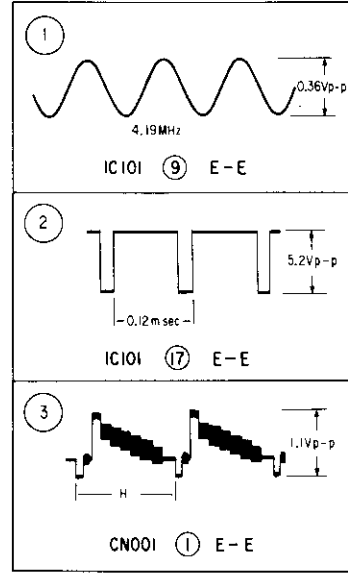 1
0.36Vp-p
4.19MHz
IC101 9 E-E
2
5.2Vp-p
0.12msec
IC101 17 E-E
3
1.1Vp-p
H
CN001 1 E-E